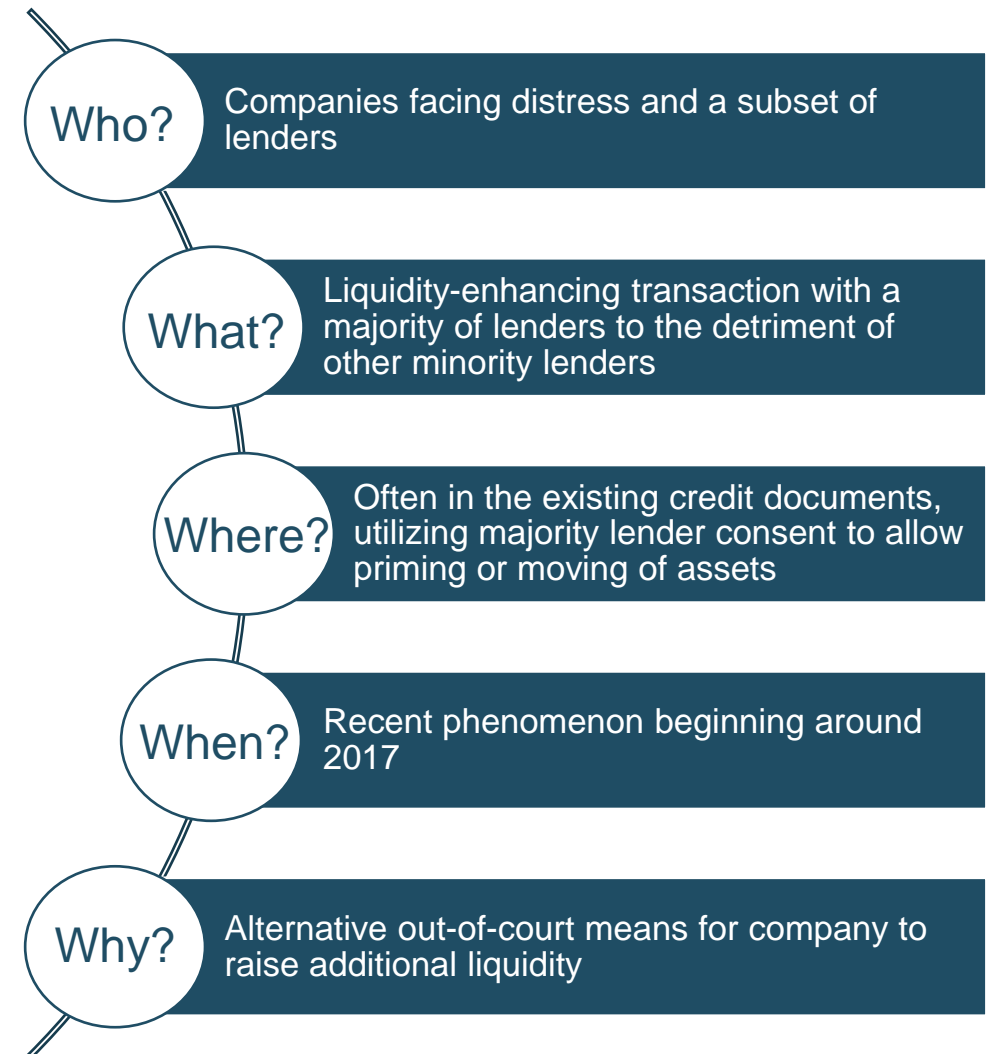 Who?
Companies facing distress and a subset of
lenders
What?
Liquidity-enhancing transaction with a
majority of lenders to the detriment of
other minority lenders
Where?
Often in the existing credit documents,
utilizing majority lender consent to allow
priming or moving of assets
When?
Recent phenomenon beginning around
2017
Why?
Alternative out-of-court means for company to
raise additional liquidity